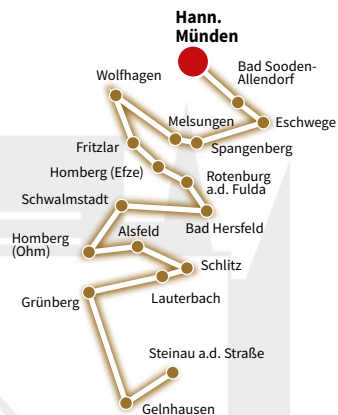 Hann.
Münden
Bad Sooden-
Allendorf
Wolfhagen
Melsungen
Eschwege
Spangenberg
Fritzlar
Homberg (Efze)
Rotenburg
a.d. Fulda
Schwalmstadt
Bad Hersfeld
Alsfeld
Homberg
(Ohm)
Schlitz
Lauterbach
Grünberg
Steinau a.d. Straße
Gelnhausen